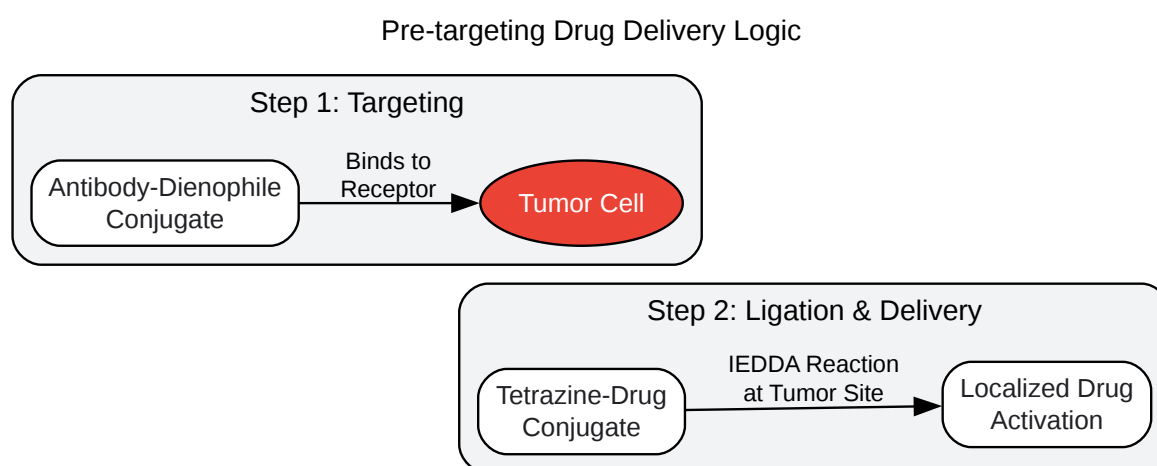 Pre-targeting Drug Delivery Logic
Step 1: Targeting
Antibody-Dienophile
Conjugate
Binds to
Receptor
Tumor Cell
Step 2: Ligation & Delivery
Tetrazine-Drug
Conjugate
IEDDA Reaction
at Tumor Site
Localized Drug
Activation